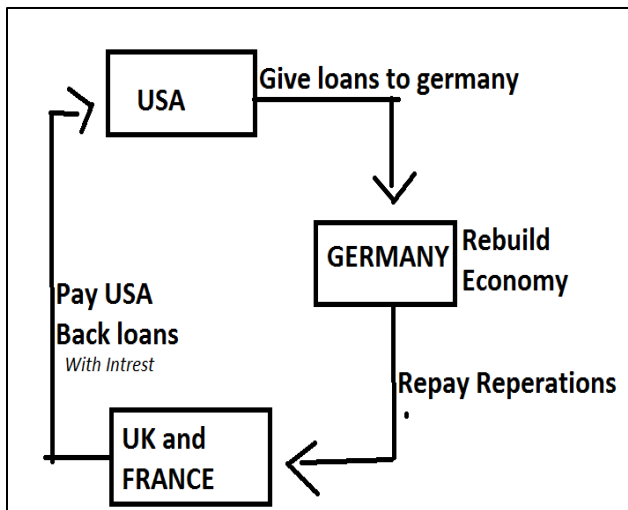 Give loans to germany
USA
GERMANY
Rebuild
Economy
Pay USA
Back loans
With Intrest
Repay Reperations
UK and
FRANCE